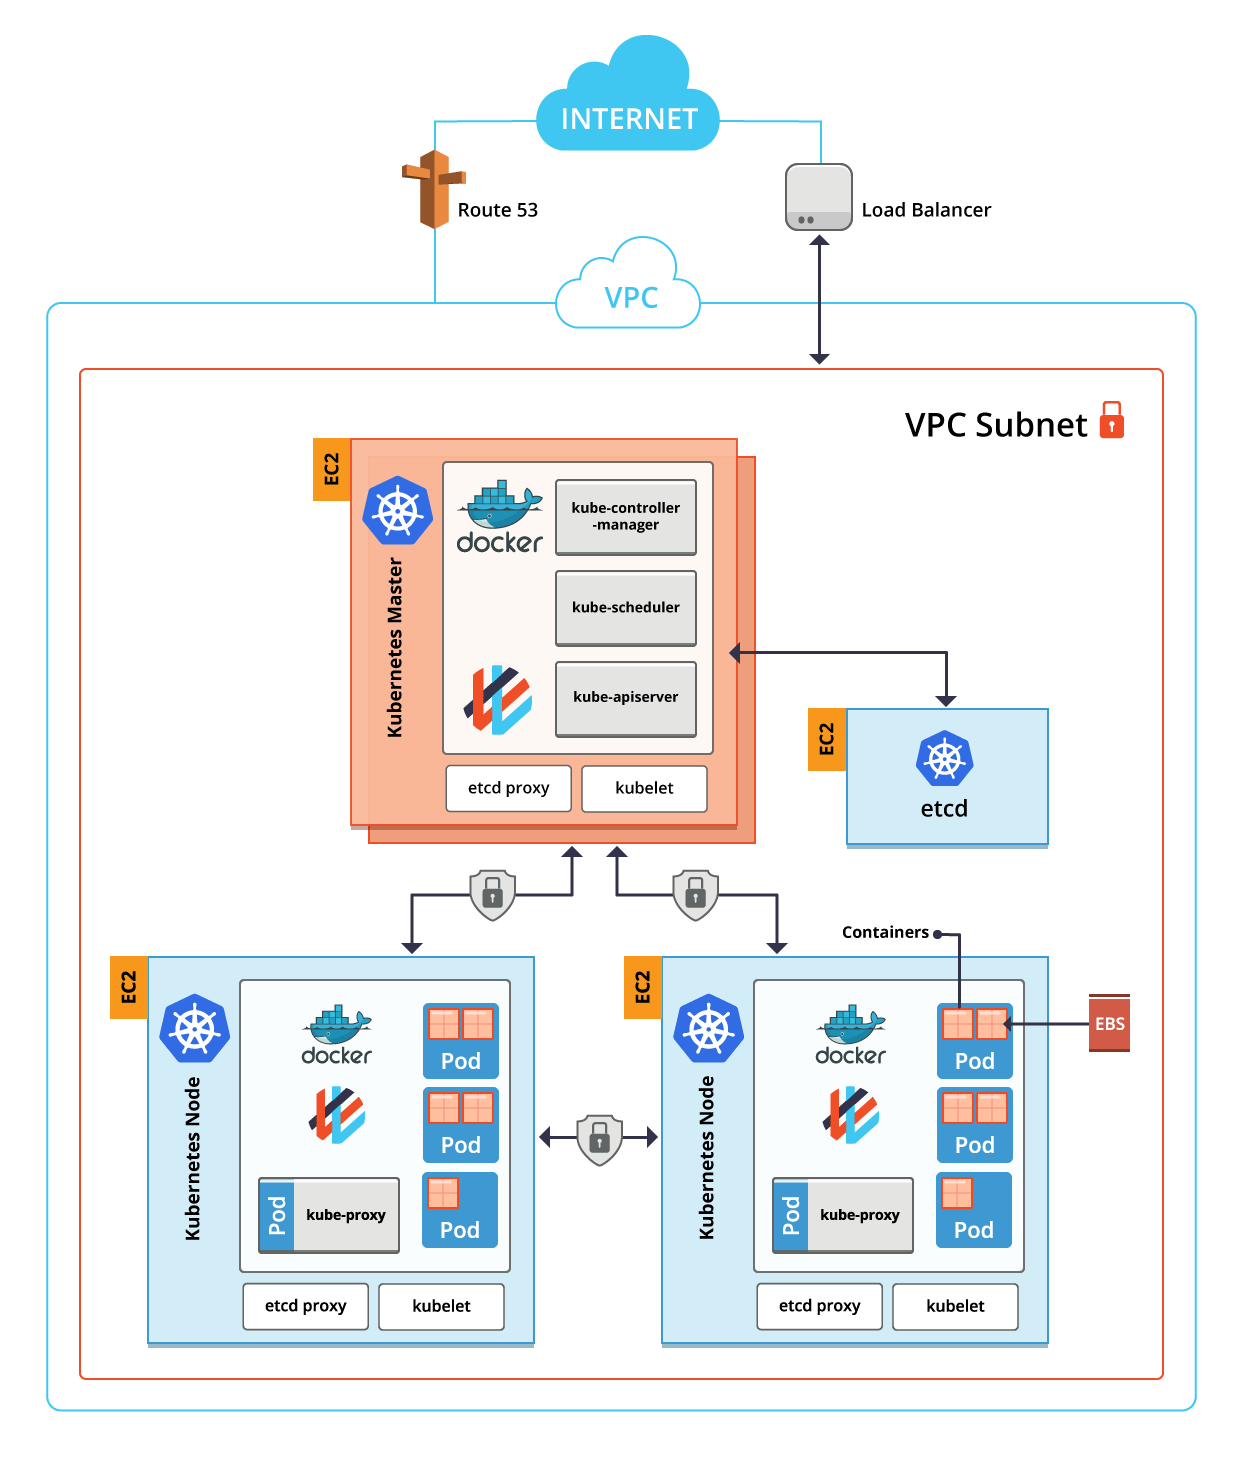 INTERNET
Route 53
Load Balancer
VPC
VPC Subnet
EC2
Kubernetes Master
docker
kube-controller
-manager
kube-scheduler
kube-apiserver
etcd proxy
kubelet
EC2
etcd
Containers
EC2
Kubernetes Node
docker
Pod
Pod
Pod
Pod
kube-proxy
etcd proxy
kubelet
EC2
Kubernetes Node
docker
Pod
Pod
Pod
Pod
kube-proxy
etcd proxy
kubelet
EBS